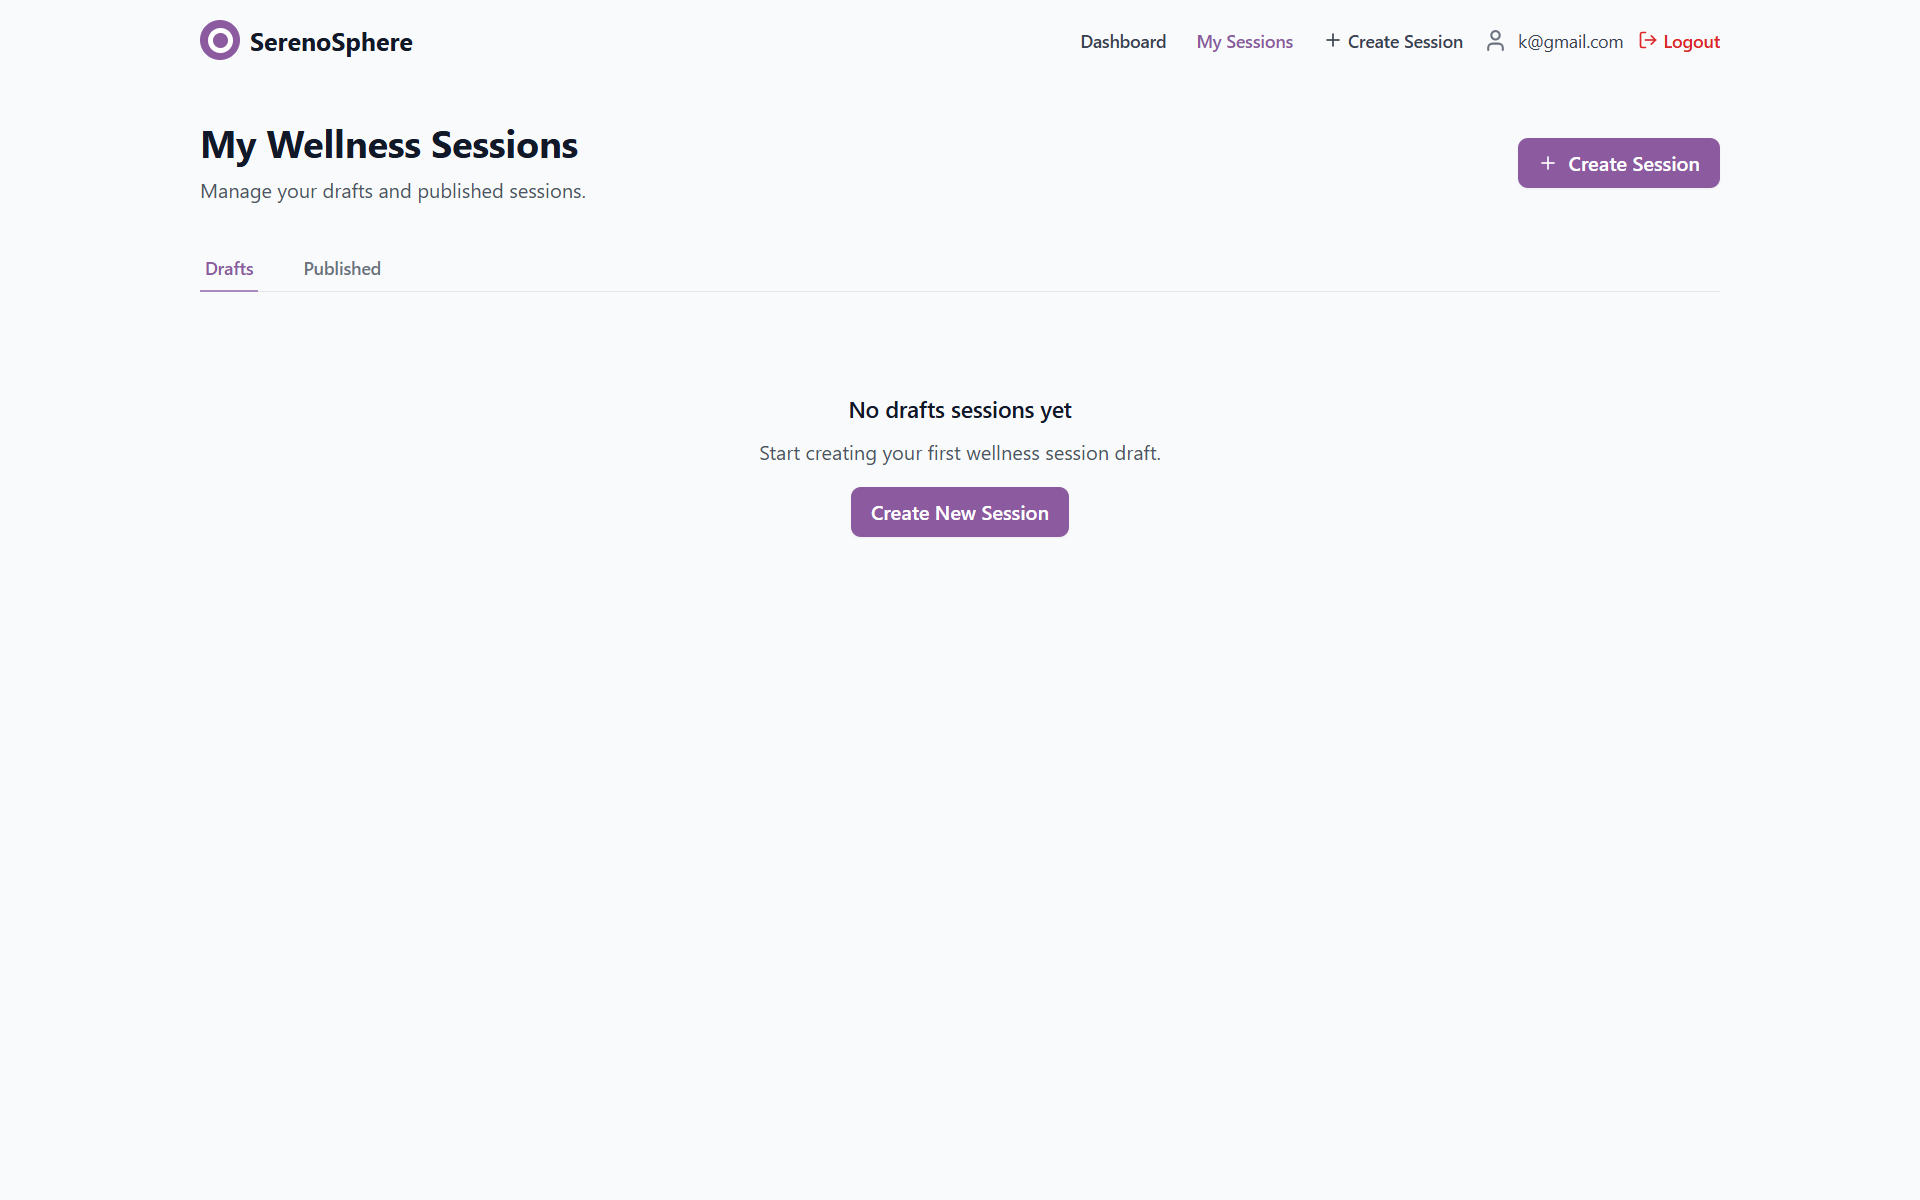 SerenoSphere
Dashboard
My Sessions
Create Session
k@gmail.com
Logout
My Wellness Sessions
Manage your drafts and published sessions.
Create Session
Drafts
Published
No drafts sessions yet
Start creating your first wellness session draft.
Create New Session